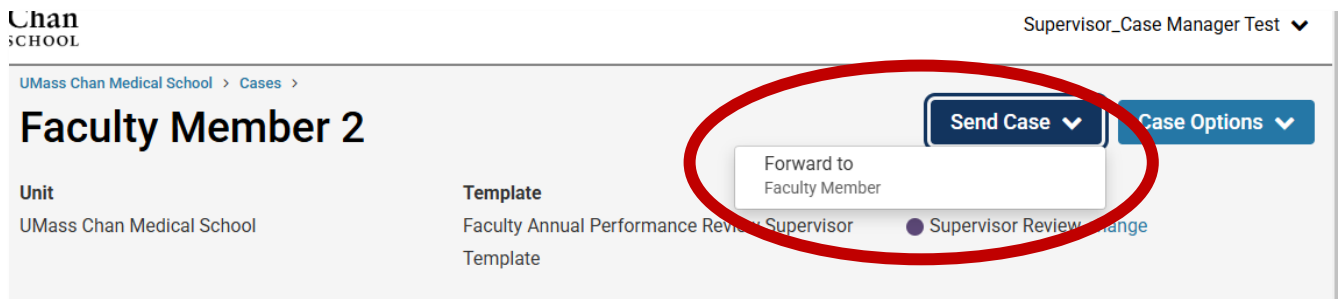 Chan
SCHOOL
Supervisor_Case Manager Test
UMass Chan Medical School > Cases >
Faculty Member 2
Send Case
Case Options
Forward to
Faculty Member
Unit
Template
UMass Chan Medical School
Faculty Annual Performance Review Supervisor
Template
Supervisor Review